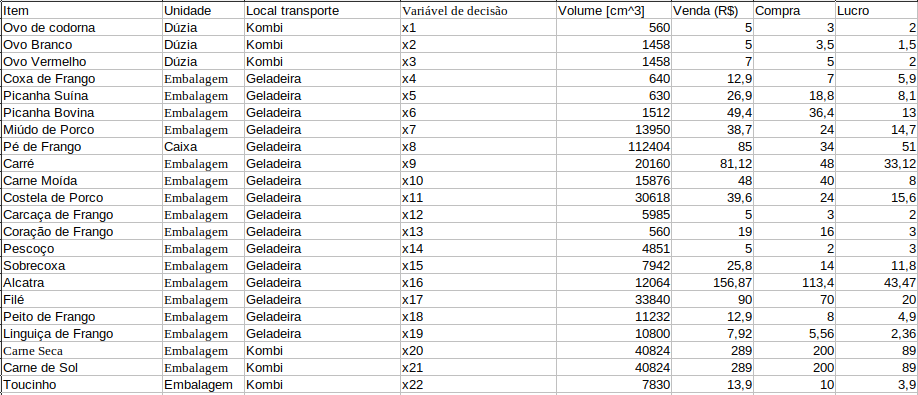 Item Unidade Local transporte Variável de decisão Volume [cm^3] Venda (R$) Compra Lucro
Ovo de codorna Dúzia Kombi x1 560 5 3 2
Ovo Branco Dúzia Kombi x2 1458 5 3,5 1,5
Ovo Vermelho Dúzia Kombi x3 1458 7 5 2
Coxa de Frango Embalagem Geladeira x4 640 12,9 7 5,9
Picanha Suína Embalagem Geladeira x5 630 26,9 18,8 8,1
Picanha Bovina Embalagem Geladeira x6 1512 49,4 36,4 13
Miúdo de Porco Embalagem Geladeira x7 13950 38,7 24 14,7
Pé de Frango Caixa Geladeira x8 112404 85 34 51
Carré Embalagem Geladeira x9 20160 81,12 48 33,12
Carne Moída Embalagem Geladeira x10 15876 48 40 8
Costela de Porco Embalagem Geladeira x11 30618 39,6 24 15,6
Carcaça de Frango Embalagem Geladeira x12 5985 5 3 2
Coração de Frango Embalagem Geladeira x13 560 19 16 3
Pescoço Embalagem Geladeira x14 4851 5 2 3
Sobrecoxa Embalagem Geladeira x15 7942 25,8 14 11,8
Alcatra Embalagem Geladeira x16 12064 156,87 113,4 43,47
Filé Embalagem Geladeira x17 33840 90 70 20
Peito de Frango Embalagem Geladeira x18 11232 12,9 8 4,9
Linguiça de Frango Embalagem Geladeira x19 10800 7,92 5,56 2,36
Carne Seca Embalagem Kombi x20 40824 289 200 89
Carne de Sol Embalagem Kombi x21 40824 289 200 89
Toucinho Embalagem Kombi x22 7830 13,9 10 3,9